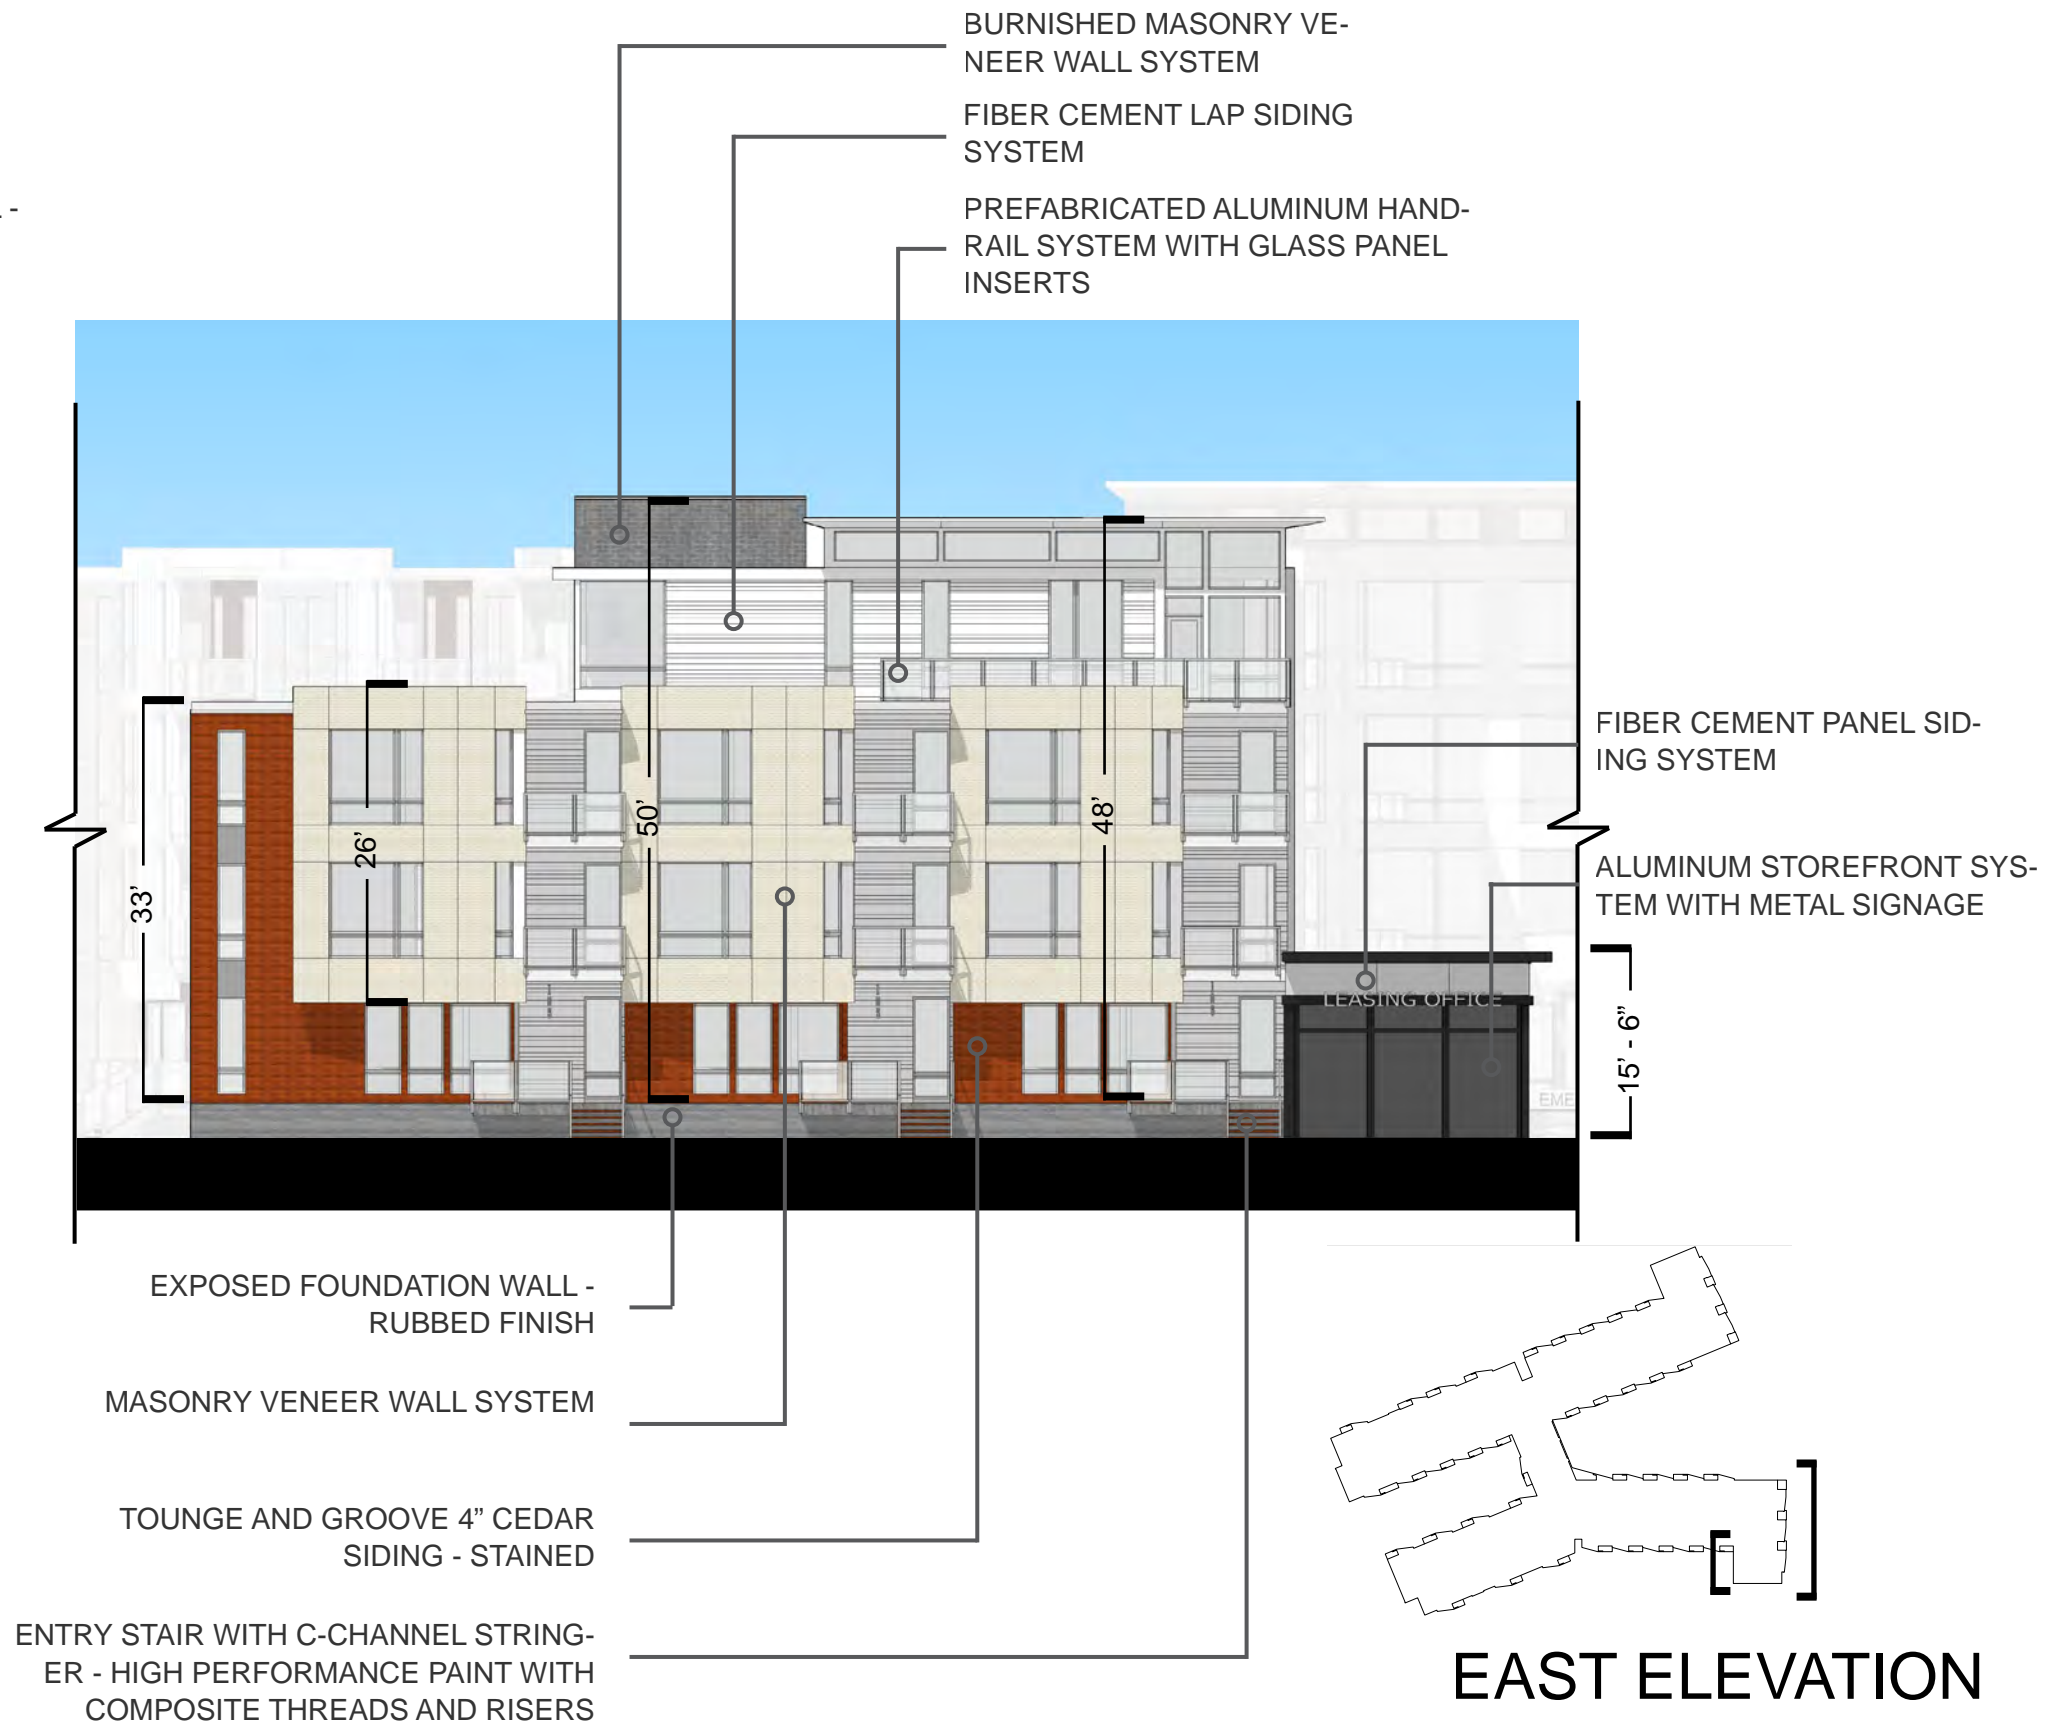 BURNISHED MASONRY VE-
NEER WALL SYSTEM
FIBER CEMENT LAP SIDING
SYSTEM
PREFABRICATED ALUMINUM HAND-
RAIL SYSTEM WITH GLASS PANEL
INSERTS
FIBER CEMENT PANEL SID-
ING SYSTEM
ALUMINUM STOREFRONT SYS-
TEM WITH METAL SIGNAGE
33’
26’
50’
48’
15’ - 6”
LEASING OFFICE
EXPOSED FOUNDATION WALL -
RUBBED FINISH
MASONRY VENEER WALL SYSTEM
TOUNGE AND GROOVE 4” CEDAR
SIDING - STAINED
ENTRY STAIR WITH C-CHANNEL STRING-
ER - HIGH PERFORMANCE PAINT WITH
COMPOSITE THREADS AND RISERS
EAST ELEVATION